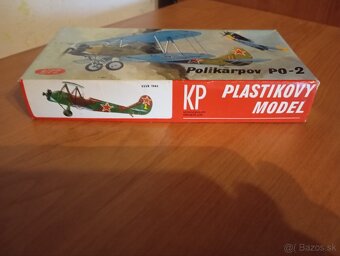 Polikarpov PO-2
KP
PLASTIKOVÝ
MODEL
© Bazos.sk